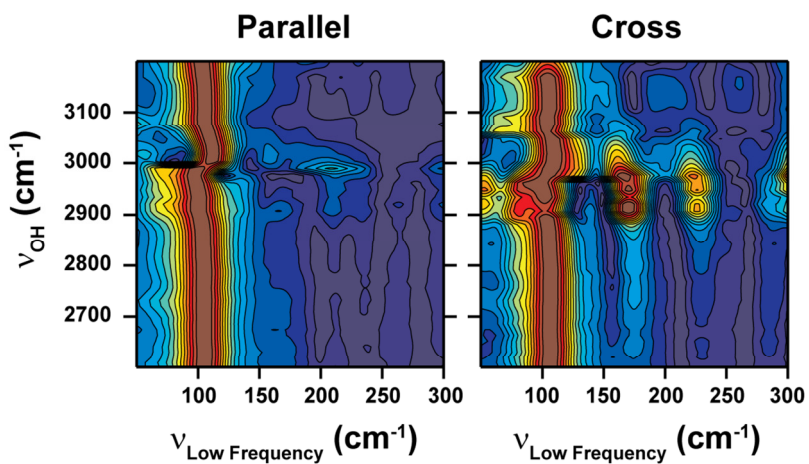 Parallel Cross
3100
3000
2900
2800
2700
νOH (cm-1)
100 150 200 250 300 100 150 200 250 300
νLow Frequency (cm-1) νLow Frequency (cm-1)